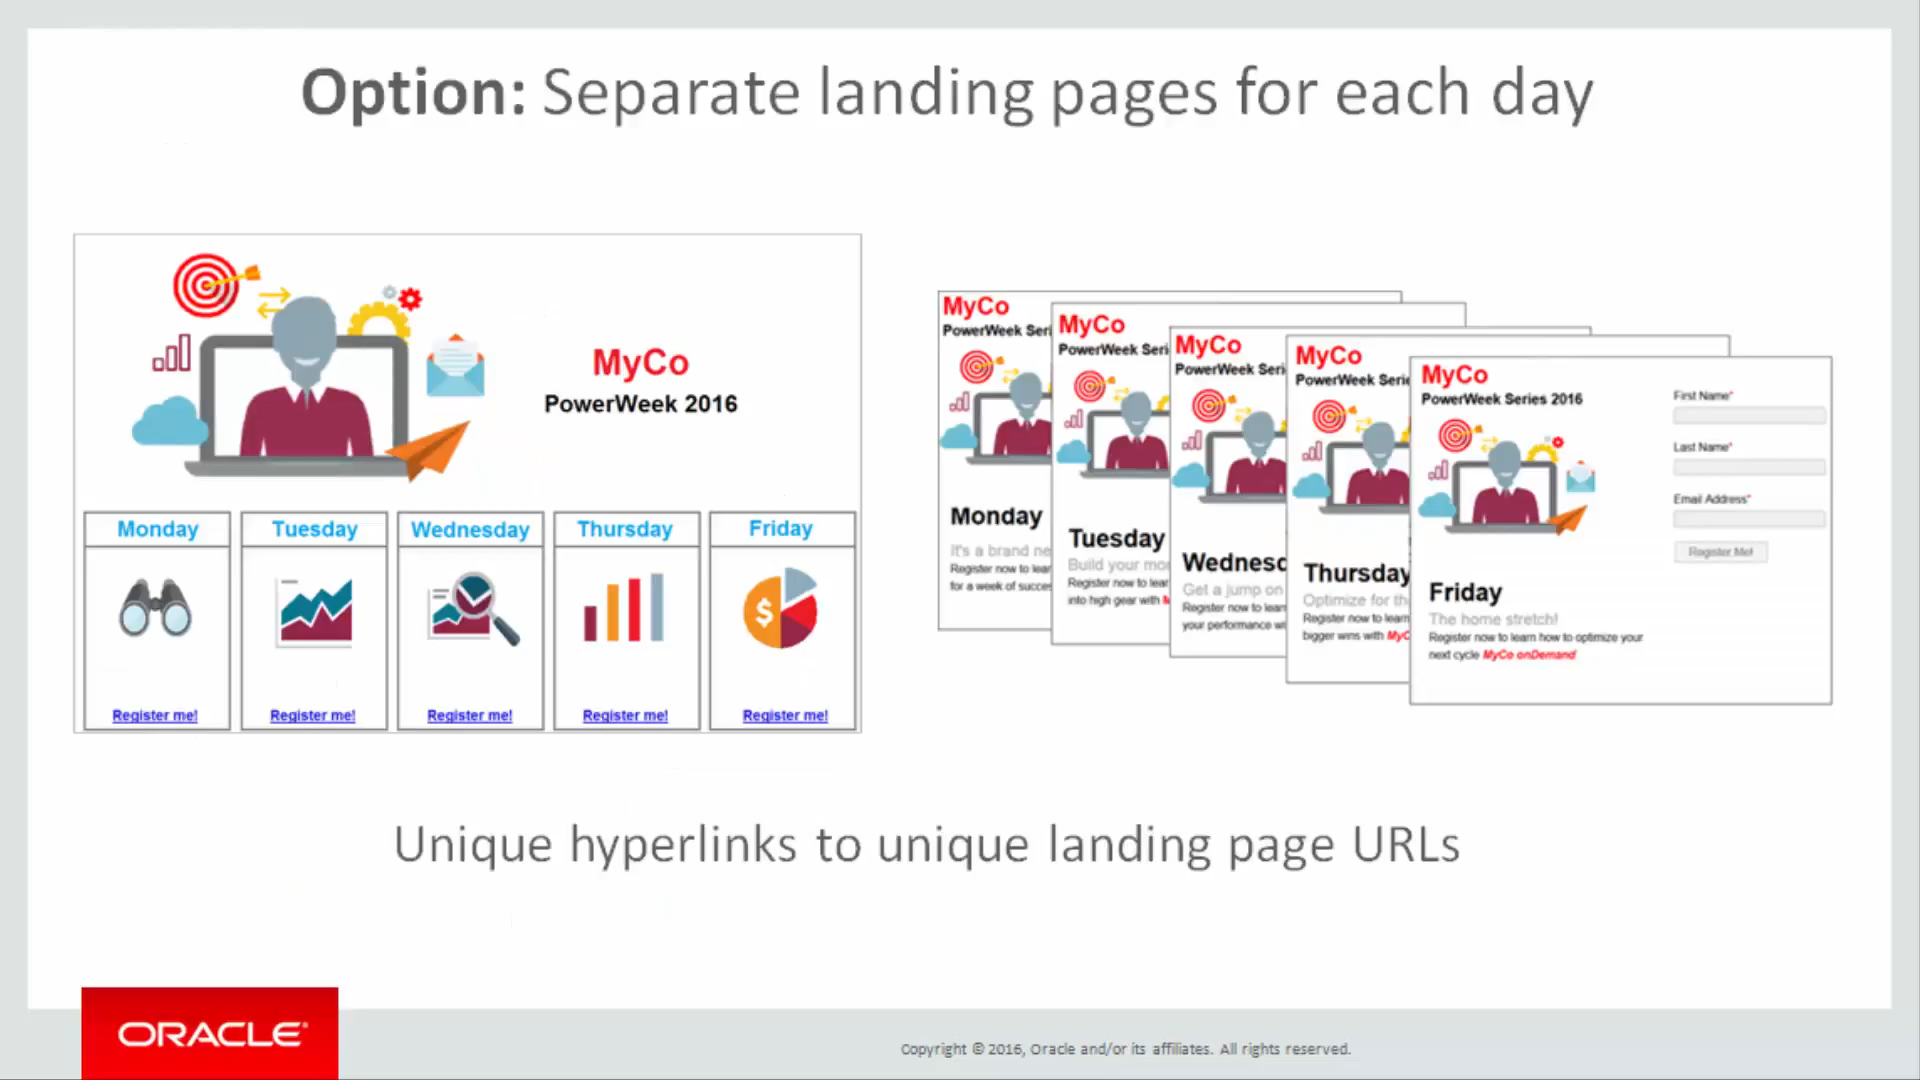 Option: Separate landing pages for each day
MyCo
PowerWeek 2016
Monday
Tuesday
Wednesday
Thursday
Friday
Register me!
Register me!
Register me!
Register me!
Register me!
MyCo
PowerWeek Seri
Monday
It's a brand ne
Register now to lear
for a week of succes
MyCo
PowerWeek Seri
Tuesday
Build your mo
Register now to lear
into high gear with M
MyCo
PowerWeek Seri
Wednesd
Get a jump on
Register now to learn
your performance wi
MyCo
PowerWeek Serie
Thursday
Optimize for th
Register now to learn
bigger wins with MyC
MyCo
PowerWeek Series 2016
Friday
The home stretch!
Register now to learn how to optimize your
next cycle MyCo onDemand
First Name*
Last Name*
Email Address*
Register Me!
Unique hyperlinks to unique landing page URLs
ORACLE®
Copyright © 2016, Oracle and/or its affiliates. All rights reserved.